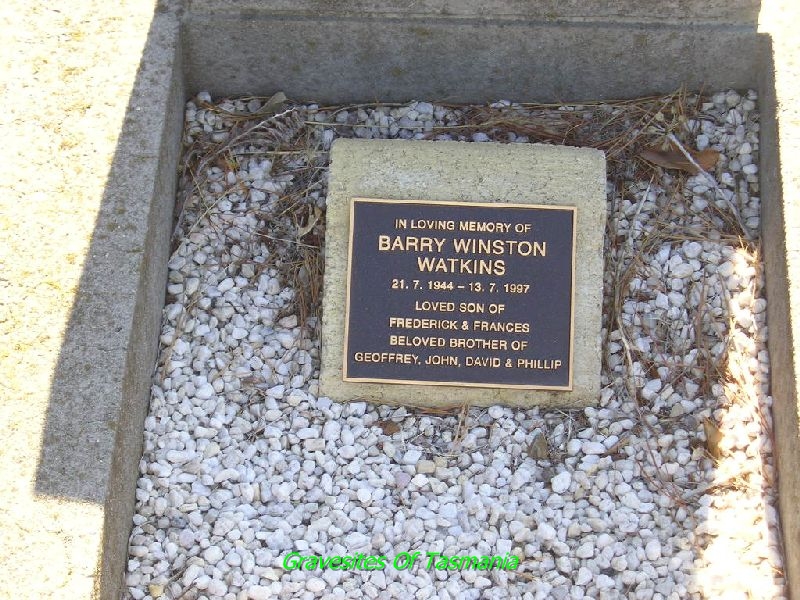 IN LOVING MEMORY OF
BARRY WINSTON
WATKINS
21. 7. 1944 – 13. 7. 1997
LOVED SON OF
FREDERICK & FRANCES
BELOVED BROTHER OF
GEOFFREY, JOHN, DAVID & PHILLIP
Gravesites Of Tasmania